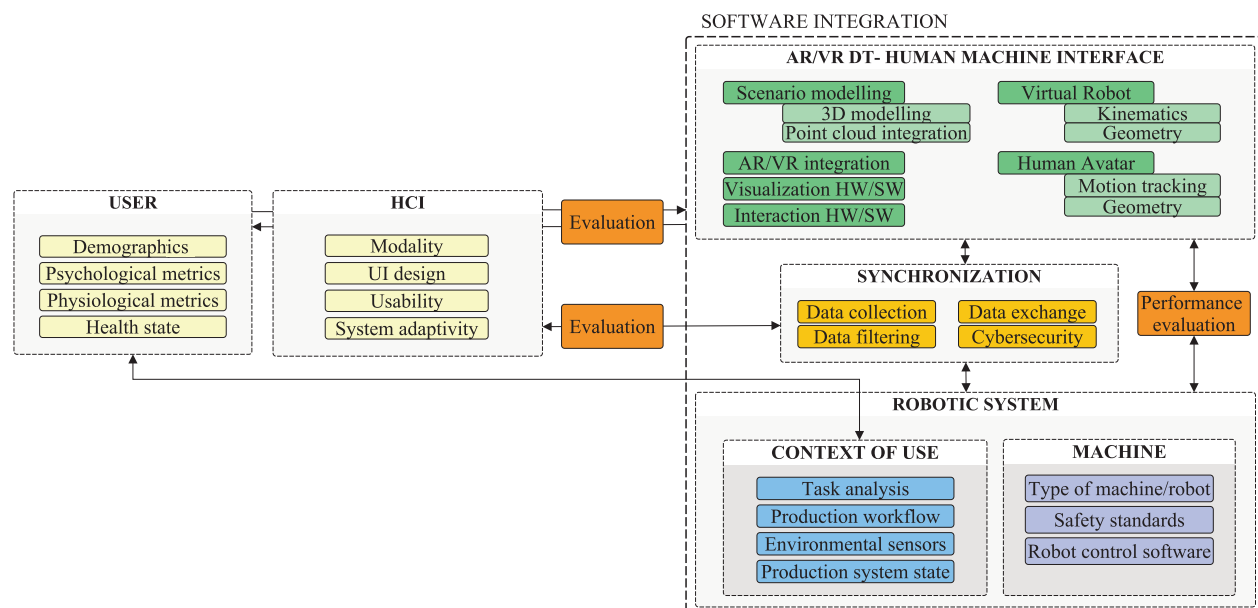 SOFTWARE INTEGRATION
AR/VR DT- HUMAN MACHINE INTERFACE
Scenario modelling
3D modelling
Point cloud integration
AR/VR integration
Visualization HW/SW
Interaction HW/SW
Virtual Robot
Kinematics
Geometry
Human Avatar
Motion tracking
Geometry
USER
Demographics
Psychological metrics
Physiological metrics
Health state
HCI
Modality
UI design
Usability
System adaptivity
Evaluation
Evaluation
SYNCHRONIZATION
Data collection
Data filtering
Data exchange
Cybersecurity
Performance
evaluation
ROBOTIC SYSTEM
CONTEXT OF USE
Task analysis
Production workflow
Environmental sensors
Production system state
MACHINE
Type of machine/robot
Safety standards
Robot control software